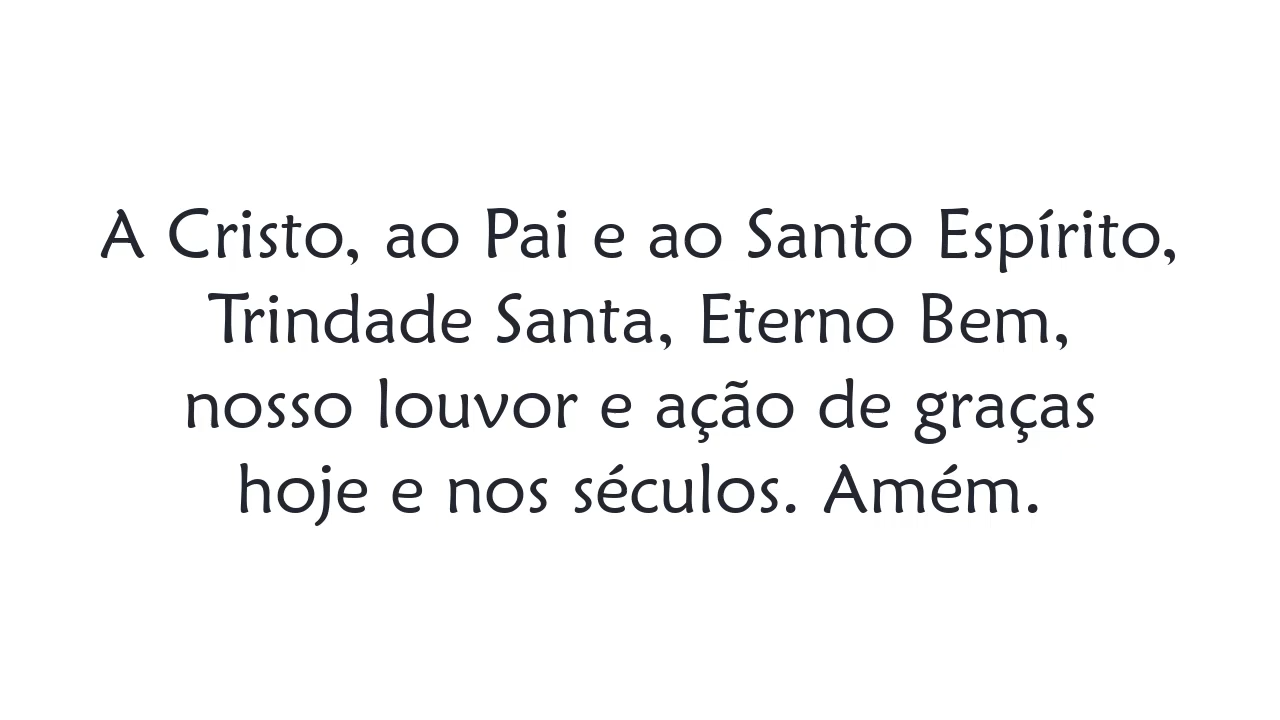 A Cristo, ao Pai e ao Santo Espírito,
Trindade Santa, Eterno Bem,
nosso louvor e ação de graças
hoje e nos séculos. Amém.